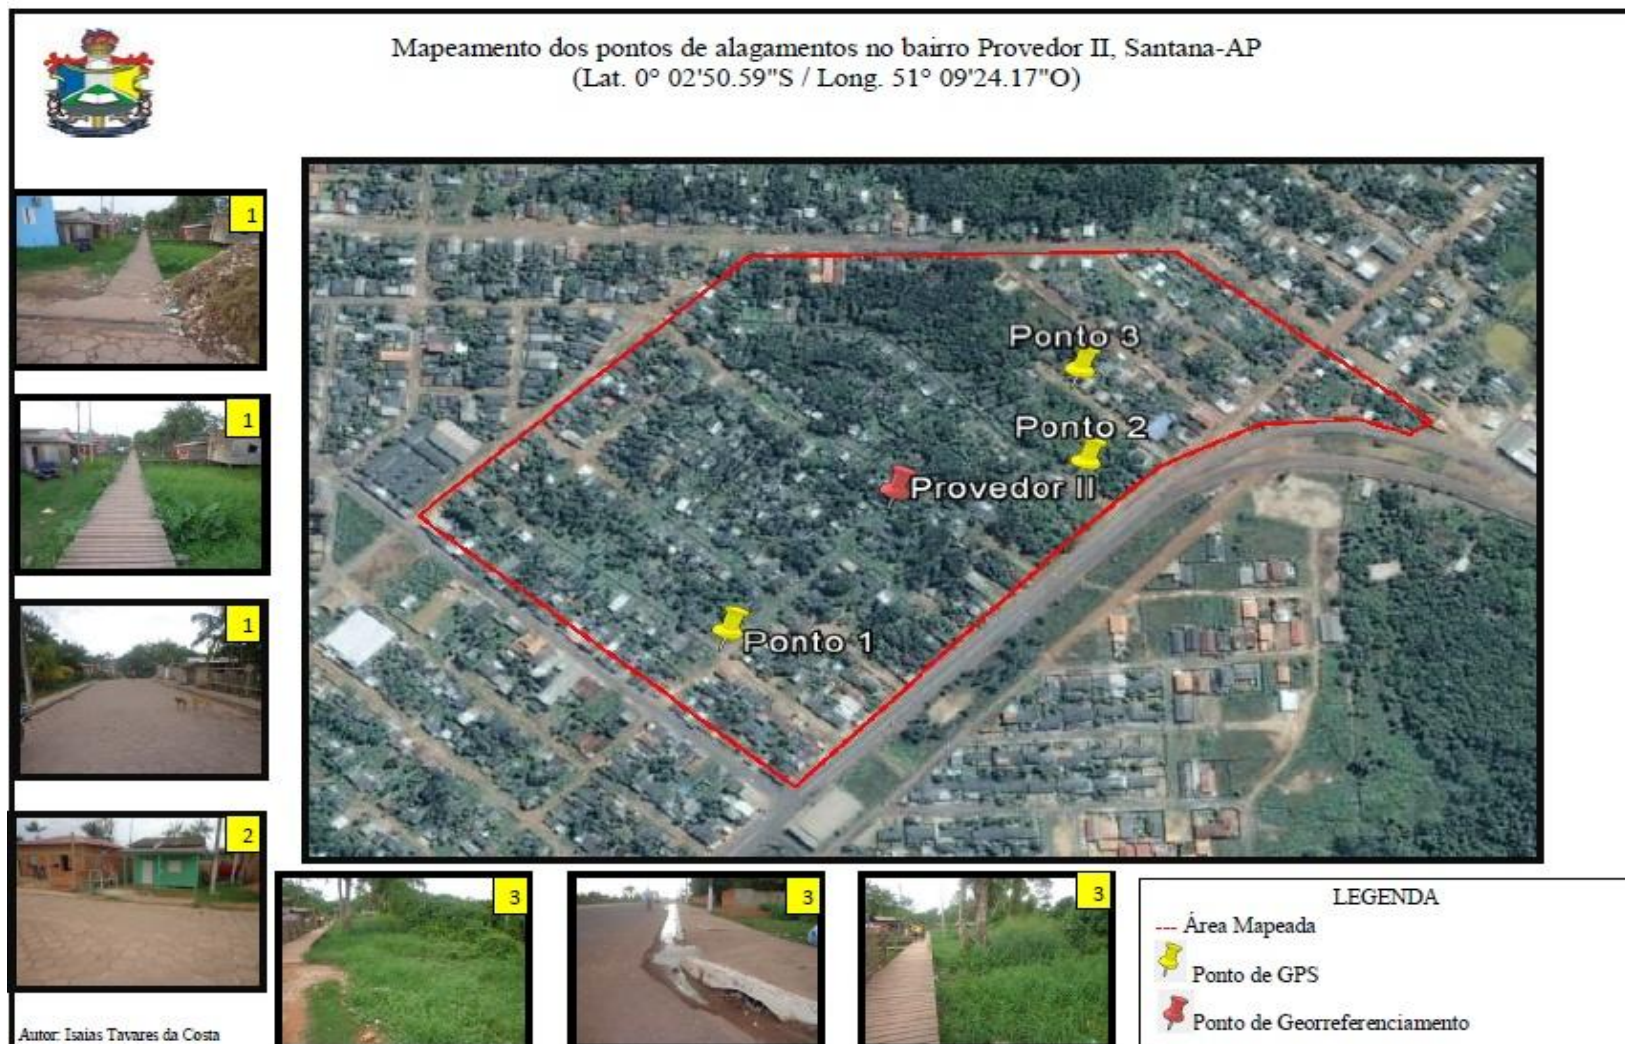 Mapeamento dos pontos de alagamentos no bairro Provedor II, Santana-AP
(Lat. 0° 02'50.59"S / Long. 51° 09'24.17"O)
1
1
1
2
Ponto 3
Ponto 2
Provedor II
Ponto 1
3
3
3
LEGENDA
--- Área Mapeada
Ponto de GPS
Ponto de Georreferenciamento
Autor: Isaias Tavares da Costa